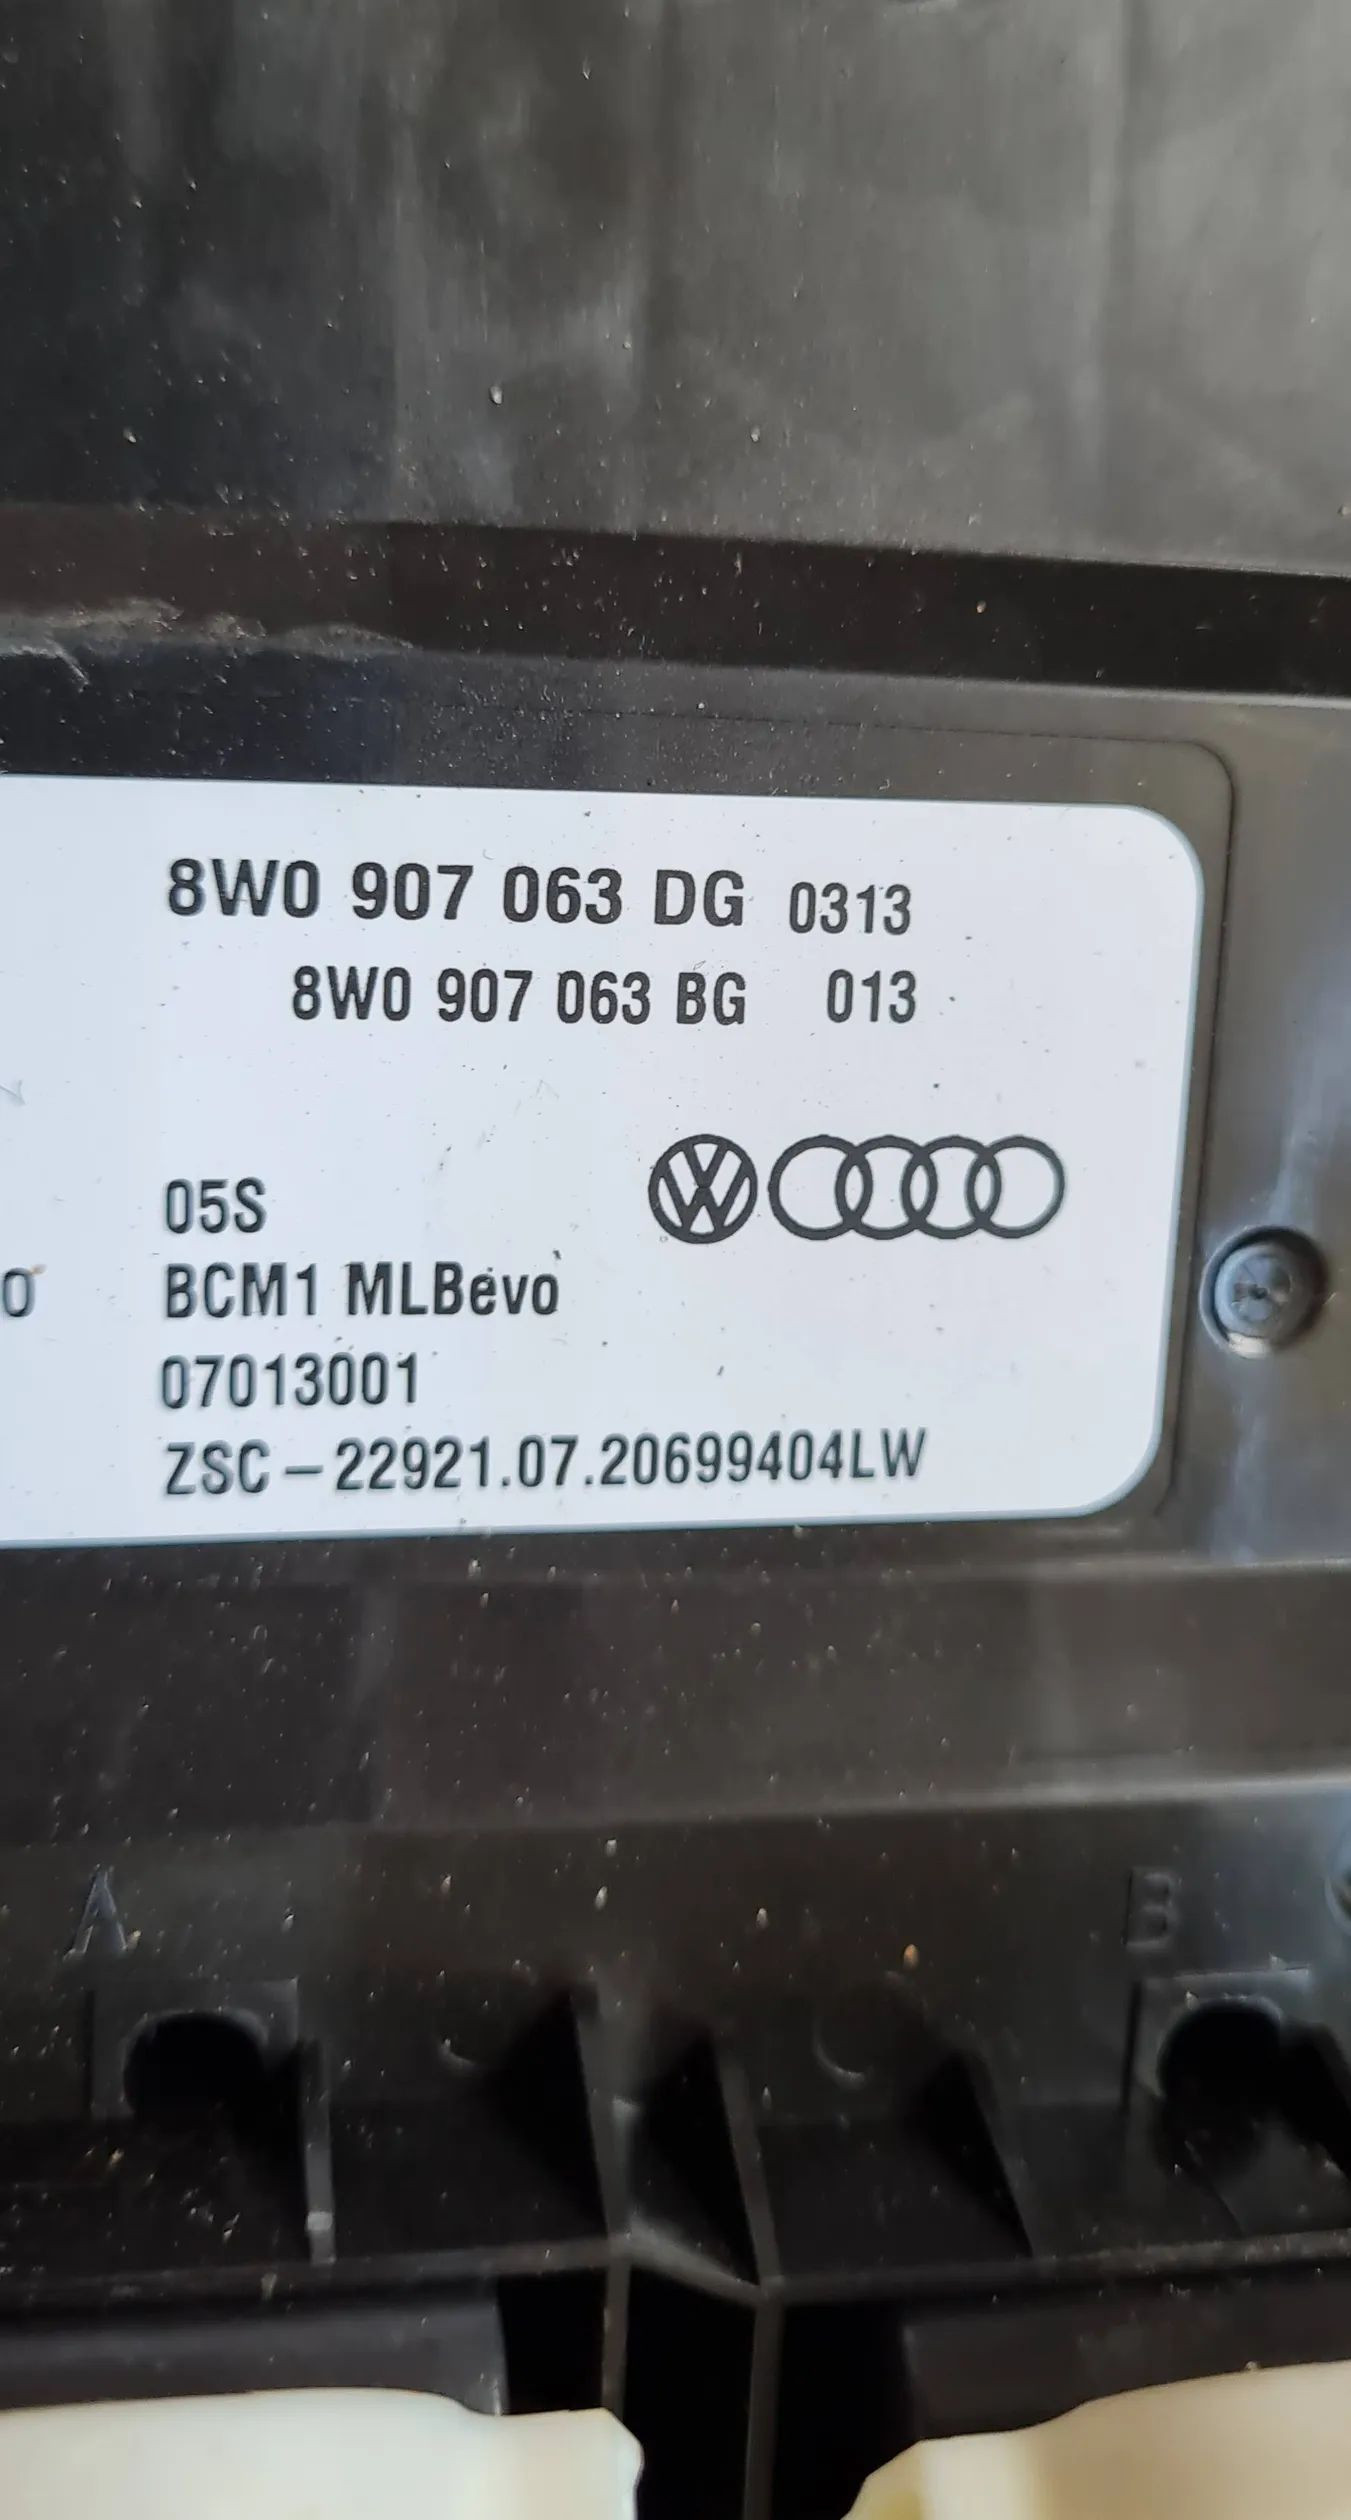 8W0 907 063 DG 0313
8W0 907 063 BG 013
05S
BCM1 MLBevo
07013001
ZSC-22921.07.20699404LW
A
B